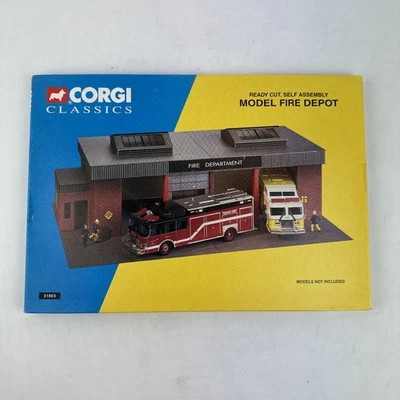 CORGI
CLASSICS
READY CUT, SELF ASSEMBLY
MODEL FIRE DEPOT
FIRE DEPARTMENT
MODELS NOT INCLUDED
31803